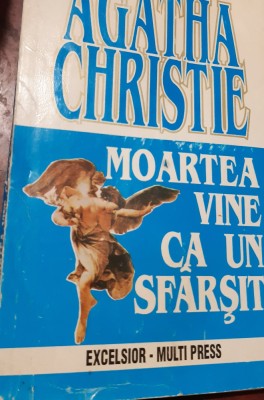 AGATHA
CHRISTIE
MOARTEA
VINE
CA UN
SFÂRŞIT
EXCELSIOR - MULTI PRESS